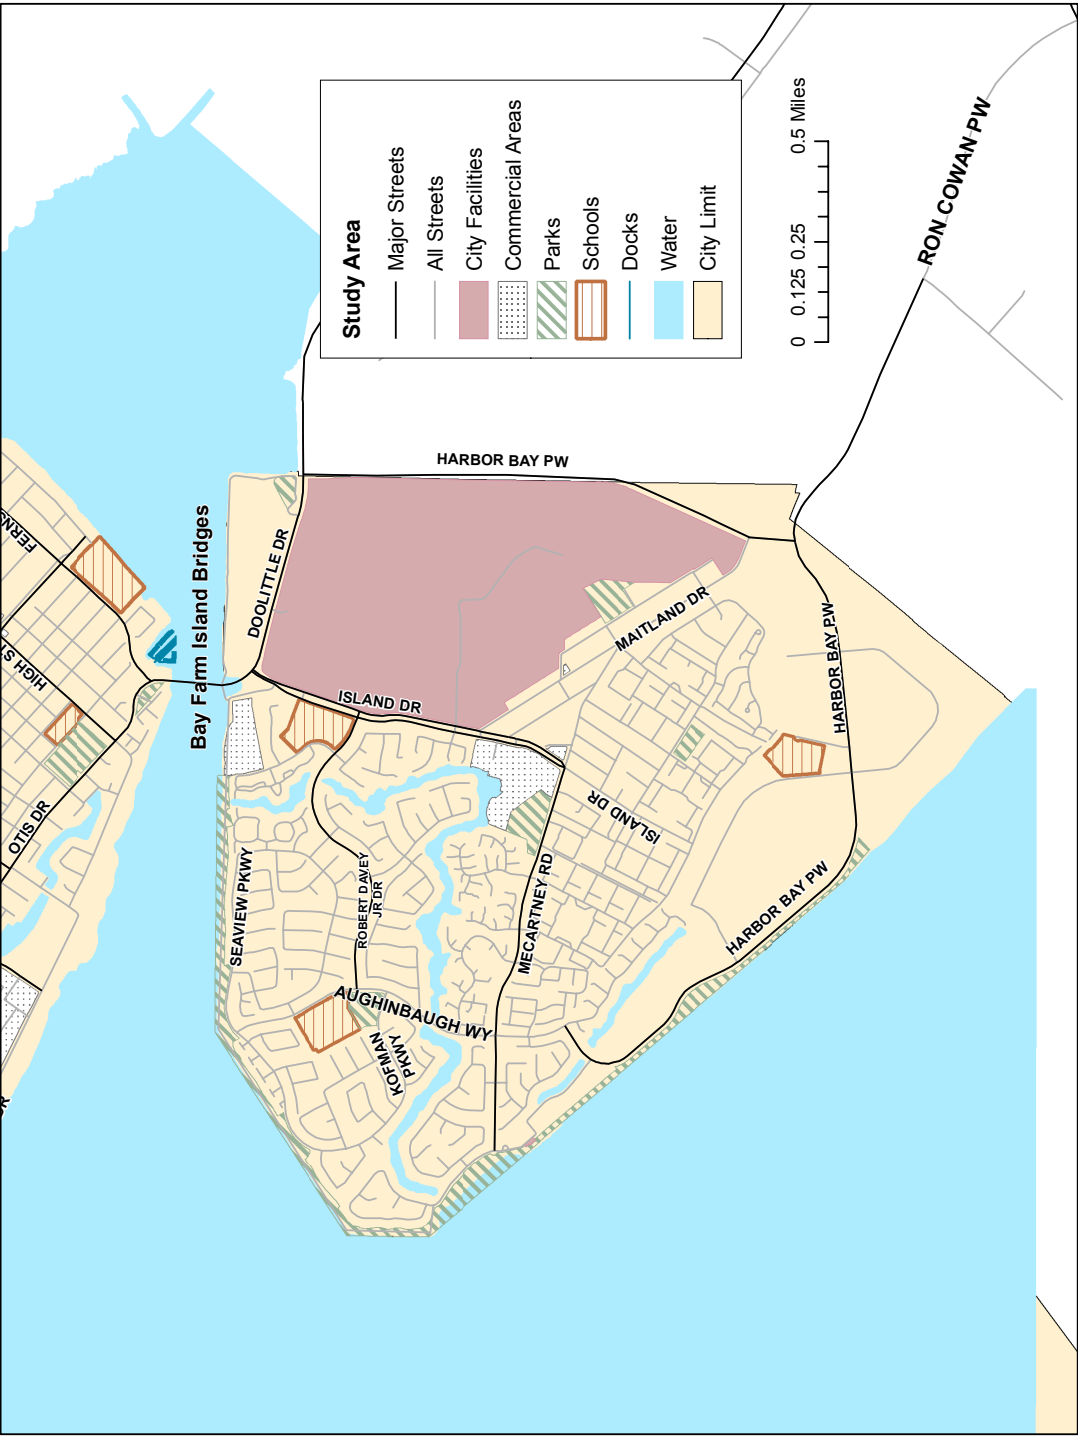 FERNS
HIGH ST
OTIS DR
Bay Farm Island Bridges
HARBOR BAY PW
DOOLITTLE DR
ISLAND DR
MAITLAND DR
SEAVIEW PKWY
ROBERT DAVEY
JR DR
AUGHINBAUGH WY
KOFMAN
PKWY
MECARTNEY RD
ISLAND DR
HARBOR BAY PW
HARBOR BAY PW
RON COWAN PW
Study Area
Major Streets
All Streets
City Facilities
Commercial Areas
Parks
Schools
Docks
Water
City Limit
0 0.125 0.25 0.5 Miles